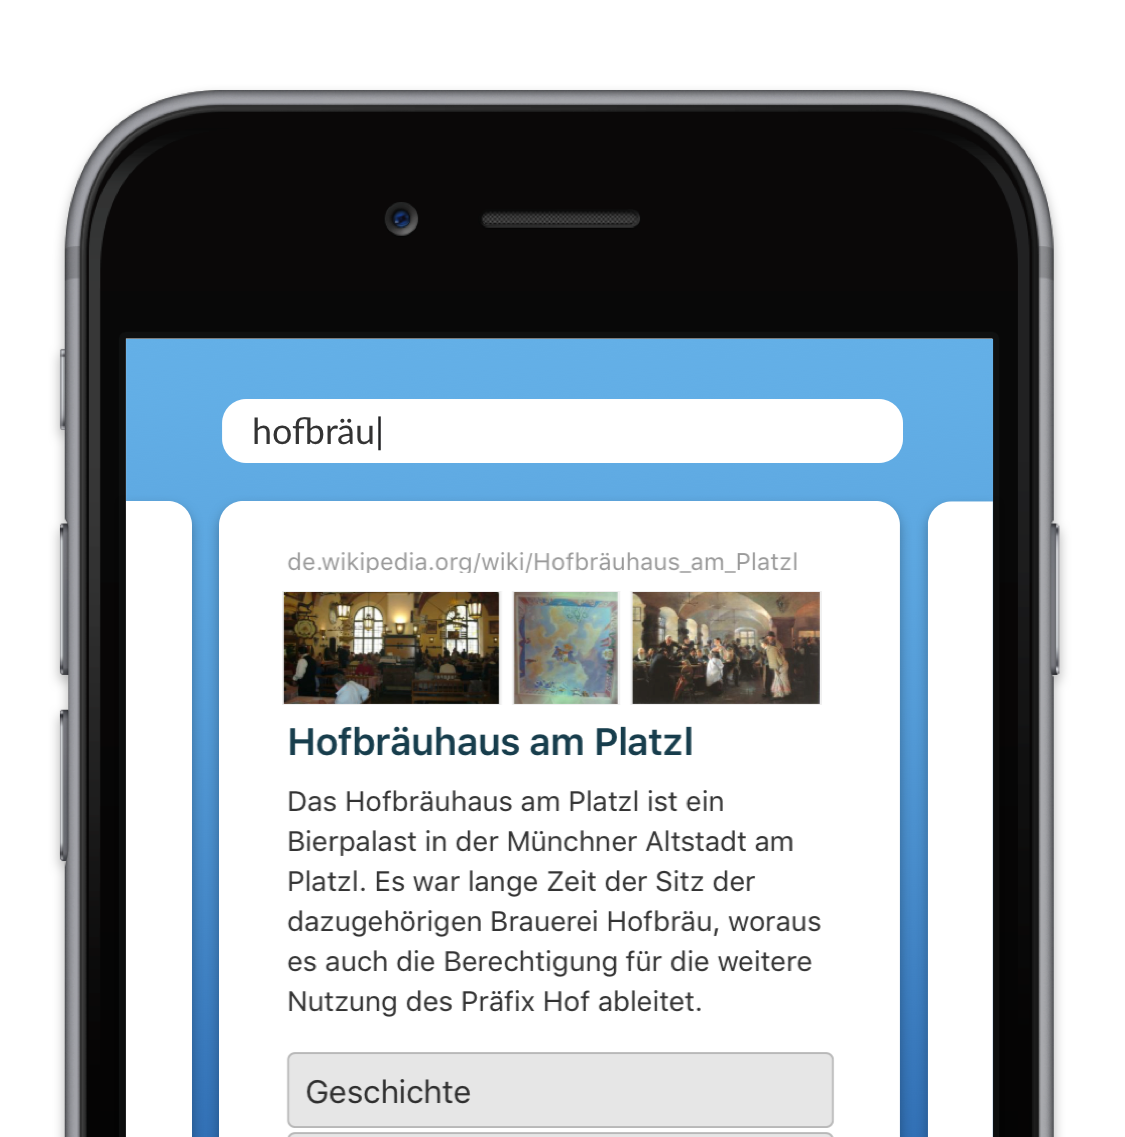 hofbräu
de.wikipedia.org/wiki/Hofbräuhaus_am_Platzl
Hofbräuhaus am Platzl
Das Hofbräuhaus am Platzl ist ein
Bierpalast in der Münchner Altstadt am
Platzl. Es war lange Zeit der Sitz der
dazugehörigen Brauerei Hofbräu, woraus
es auch die Berechtigung für die weitere
Nutzung des Präfix Hof ableitet.
Geschichte